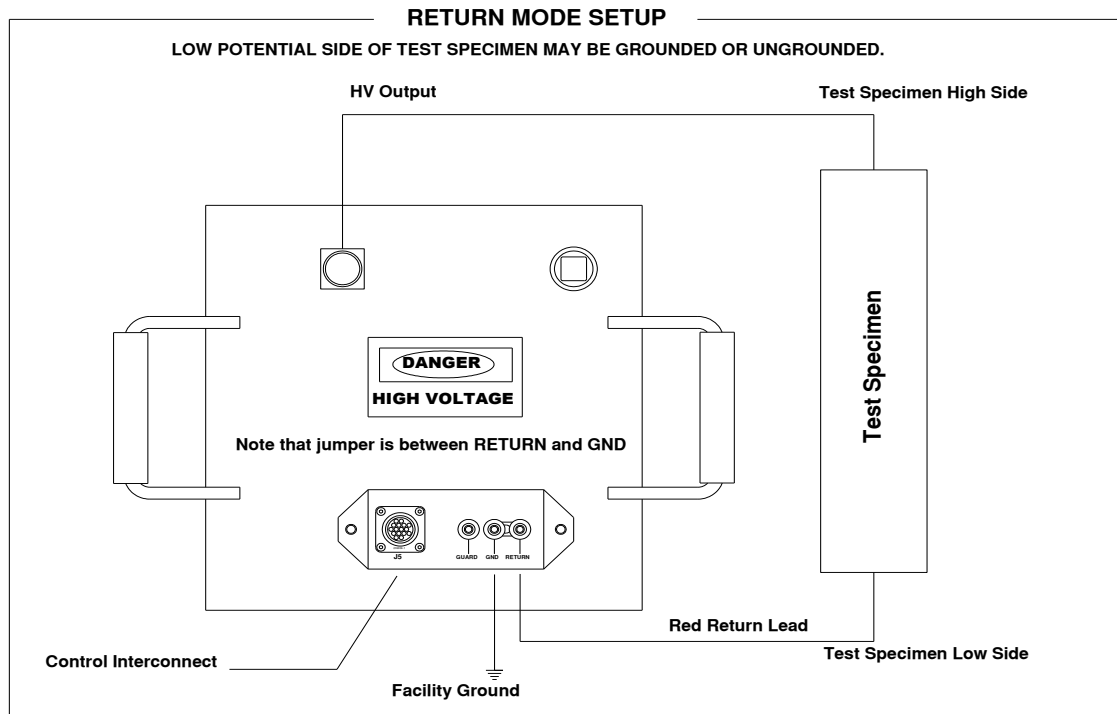 RETURN MODE SETUP
LOW POTENTIAL SIDE OF TEST SPECIMEN MAY BE GROUNDED OR UNGROUNDED.
HV Output
Test Specimen High Side
Test Specimen
DANGER
HIGH VOLTAGE
Note that jumper is between RETURN and GND
J5
GUARD
GND
RETURN
Red Return Lead
Test Specimen Low Side
Control Interconnect
Facility Ground